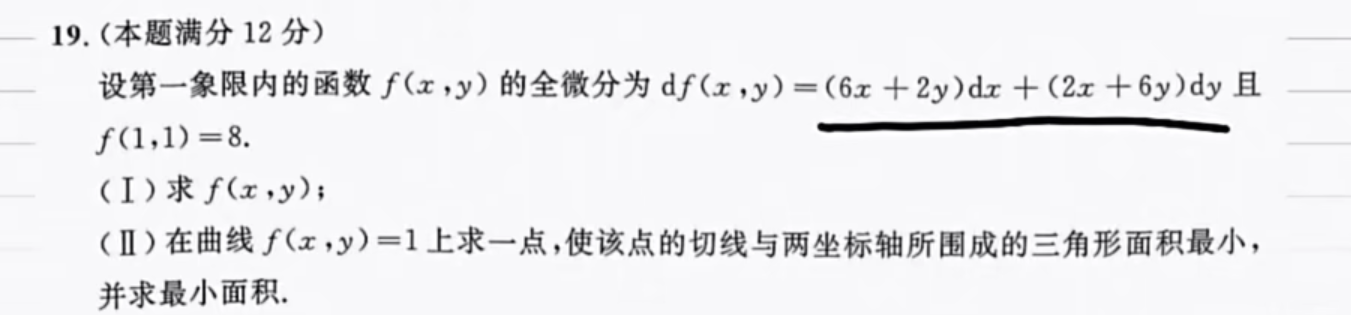 19.(本题满分 12 分)
设第一象限内的函数 f(x,y) 的全微分为 df(x,y)=(6x+2y)dx+(2x+6y)dy 且
f(1,1)=8.
(Ⅰ)求 f(x,y);
(Ⅱ)在曲线 f(x,y)=1 上求一点,使该点的切线与两坐标轴所围成的三角形面积最小,
并求最小面积.